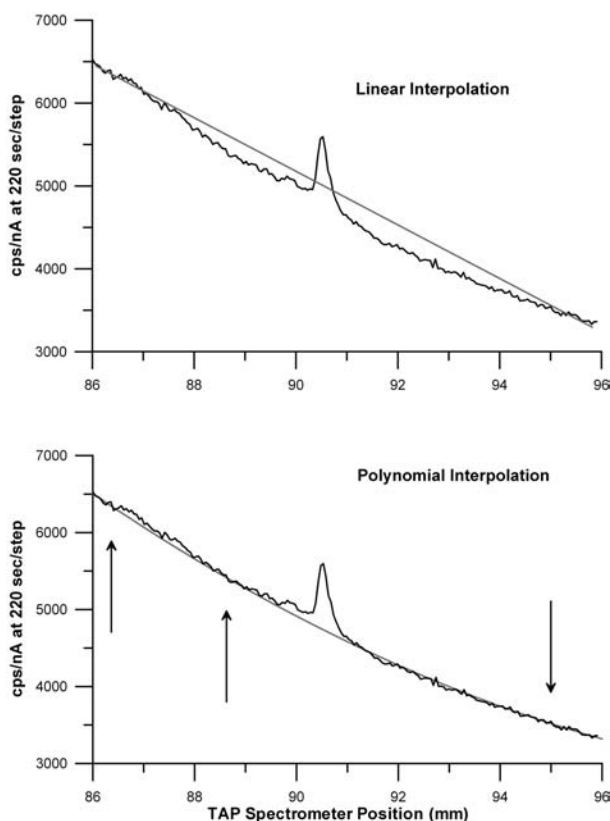 7000
Linear Interpolation
6000
5000
4000
3000
cps/nA at 220 sec/step
86 88 90 92 94 96
7000
Polynomial Interpolation
6000
5000
4000
3000
cps/nA at 220 sec/step
86 88 90 92 94 96
TAP Spectrometer Position (mm)